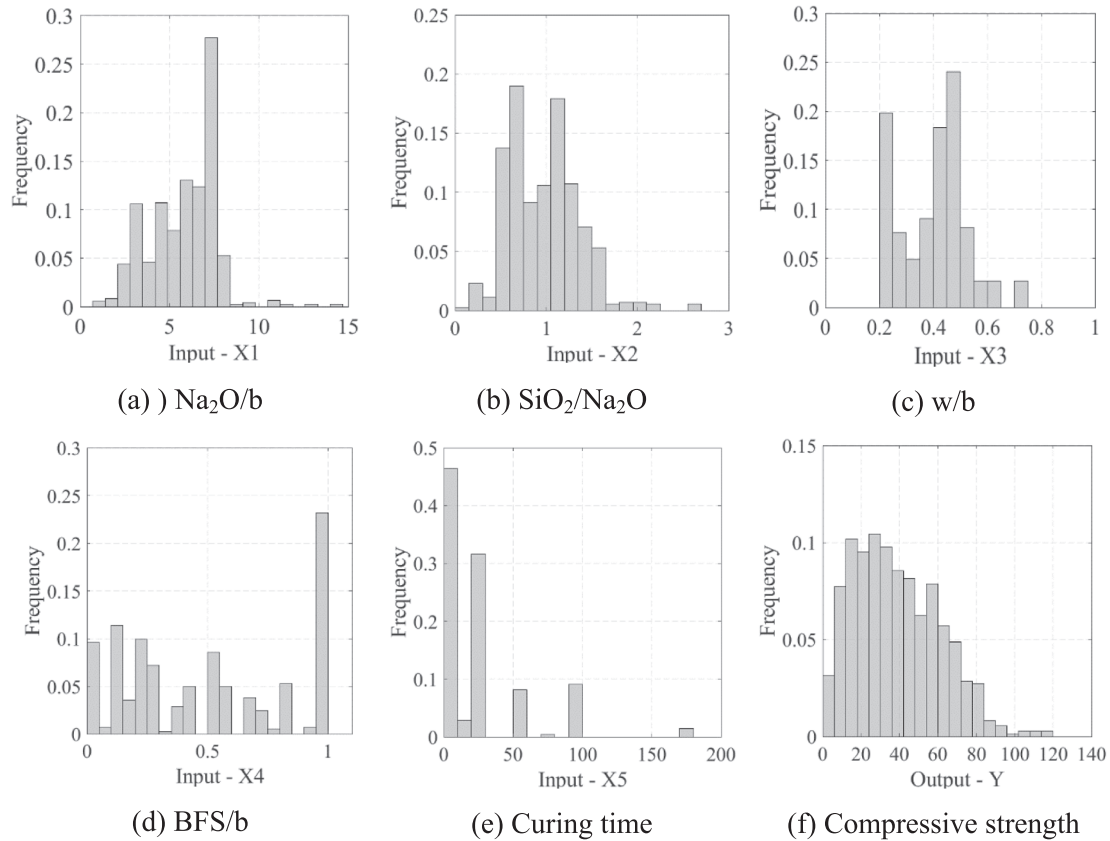 0.3
0.25
0.2
0.15
0.1
0.05
0
Frequency
0 5 10 15
Input - X1
(a) ) Na₂O/b
0.25
0.2
0.15
0.1
0.05
0
Frequency
0 1 2 3
Input - X2
(b) SiO₂/Na₂O
0.3
0.25
0.2
0.15
0.1
0.05
0
Frequency
0 0.2 0.4 0.6 0.8 1
Input - X3
(c) w/b
0.3
0.25
0.2
0.15
0.1
0.05
0
Frequency
0 0.5 1
Input - X4
(d) BFS/b
0.5
0.4
0.3
0.2
0.1
0
Frequency
0 50 100 150 200
Input - X5
(e) Curing time
0.15
0.1
0.05
0
Frequency
0 20 40 60 80 100 120 140
Output - Y
(f) Compressive strength